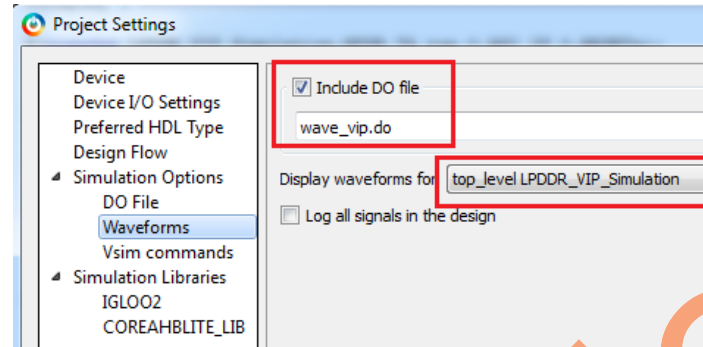 Project Settings
Device
Device I/O Settings
Preferred HDL Type
Design Flow
Simulation Options
DO File
Waveforms
Vsim commands
Simulation Libraries
IGLOO2
COREAHBLITE_LIB
Include DO file
wave_vip.do
Display waveforms for top_level LPDDR_VIP_Simulation
Log all signals in the design